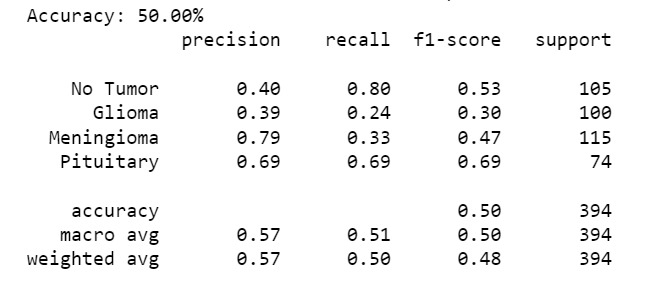 Accuracy: 50.00%
precision recall f1-score support
No Tumor 0.40 0.80 0.53 105
Glioma 0.39 0.24 0.30 100
Meningioma 0.79 0.33 0.47 115
Pituitary 0.69 0.69 0.69 74
accuracy 0.50 394
macro avg 0.57 0.51 0.50 394
weighted avg 0.57 0.50 0.48 394